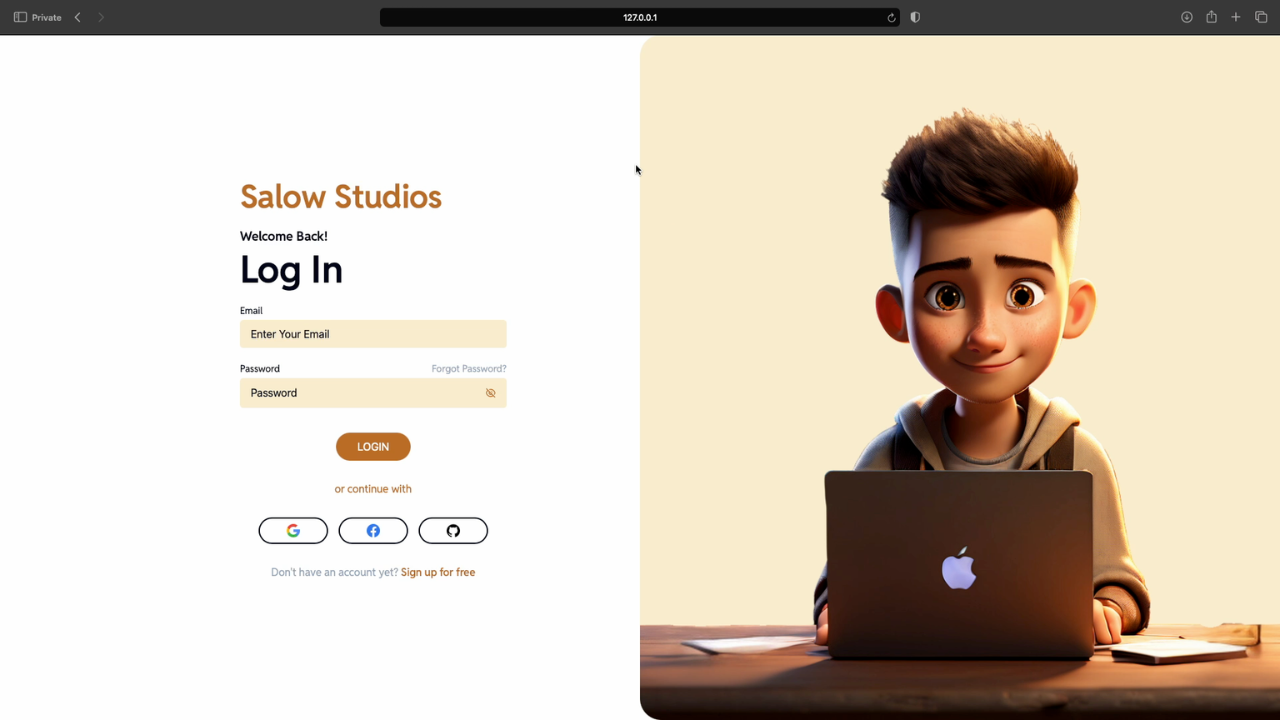 Private
127.0.0.1
Salow Studios
Welcome Back!
Log In
Email
Enter Your Email
Password Forgot Password?
Password
LOGIN
or continue with
Don't have an account yet? Sign up for free